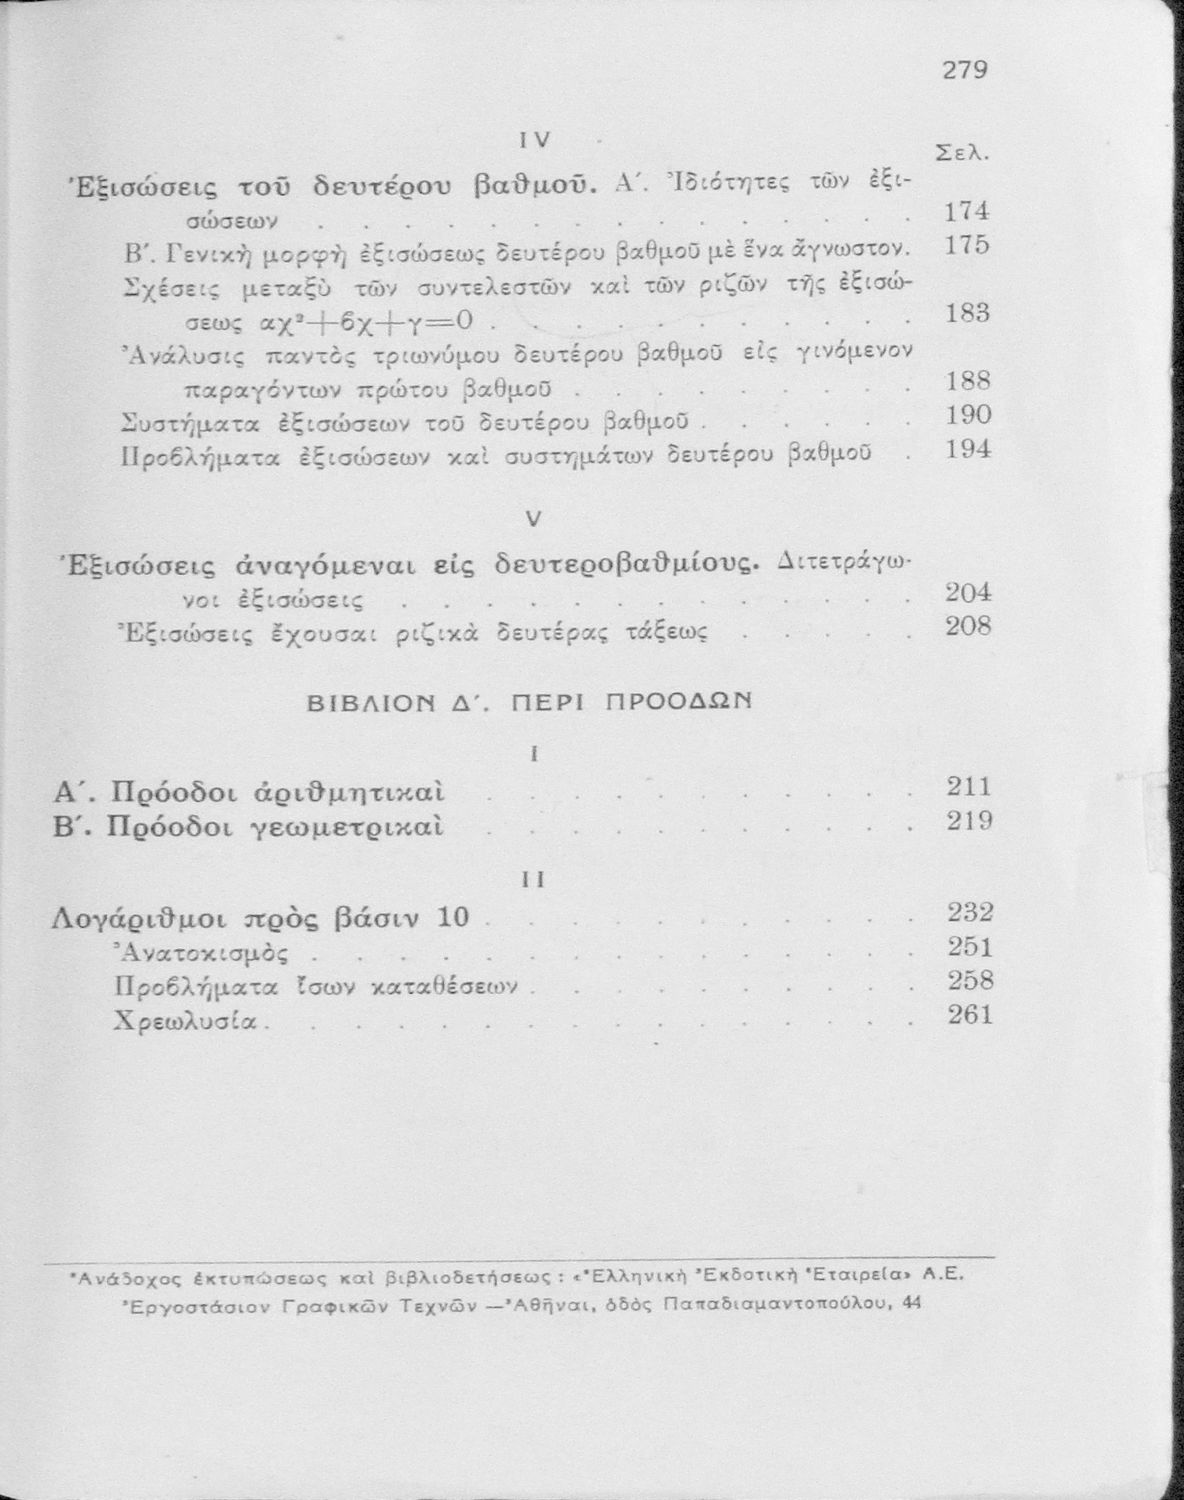 279
IV
Σελ.
Ἐξισώσεις τοῦ δευτέρου βαθμοῦ. Α΄. Ἰδιότητες τῶν ἐξι-
σώσεων . . . . . . . . . . . . . . 174
Β΄. Γενικὴ μορφὴ ἐξισώσεως δευτέρου βαθμοῦ μὲ ἕνα ἄγνωστον. 175
Σχέσεις μεταξὺ τῶν συντελεστῶν καὶ τῶν ριζῶν τῆς ἐξισώ-
σεως αχ²+βχ+γ=0 . . . . . . . . . . 183
Ἀνάλυσις παντὸς τριωνύμου δευτέρου βαθμοῦ εἰς γινόμενον
παραγόντων πρώτου βαθμοῦ . . . . . . . . 188
Συστήματα ἐξισώσεων τοῦ δευτέρου βαθμοῦ . . . . . . 190
Προβλήματα ἐξισώσεων καὶ συστημάτων δευτέρου βαθμοῦ . 194
V
Ἐξισώσεις ἀναγόμεναι εἰς δευτεροβαθμίους. Διτετράγω-
νοι ἐξισώσεις . . . . . . . . . . . . 204
Ἐξισώσεις ἔχουσαι ριζικὰ δευτέρας τάξεως . . . . . 208
ΒΙΒΛΙΟΝ Δ΄. ΠΕΡΙ ΠΡΟΟΔΩΝ
I
Α΄. Πρόοδοι ἀριθμητικαὶ . . . . . . . . . . 211
Β΄. Πρόοδοι γεωμετρικαὶ . . . . . . . . . . 219
II
Λογάριθμοι πρὸς βάσιν 10 . . . . . . . . . . 232
Ἀνατοκισμὸς . . . . . . . . . . . . . . 251
Προβλήματα ἴσων καταθέσεων . . . . . . . . . 258
Χρεωλυσία . . . . . . . . . . . . . . . 261
Ἀνάδοχος ἐκτυπώσεως καὶ βιβλιοδετήσεως : «Ἑλληνικὴ Ἐκδοτικὴ Ἑταιρεία» Α.Ε.
Ἐργοστάσιον Γραφικῶν Τεχνῶν —Ἀθῆναι, ὁδὸς Παπαδιαμαντοπούλου, 44